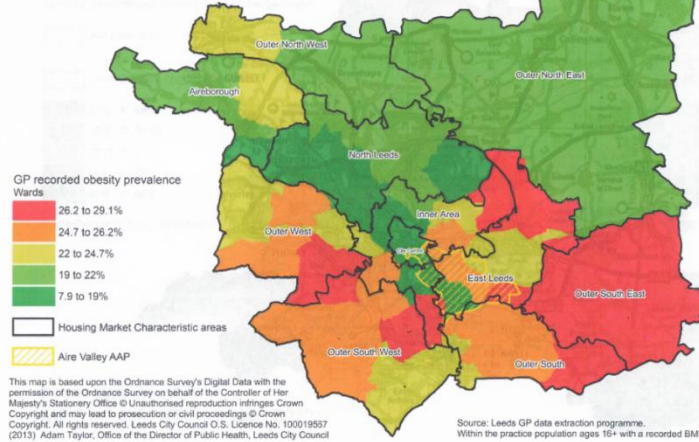 Outer North West
Outer North East
Aireborough
North Leeds
GP recorded obesity prevalence
Wards
26.2 to 29.1%
24.7 to 26.2%
22 to 24.7%
19 to 22%
7.9 to 19%
Inner Area
Outer West
City Centre
East Leeds
Outer South East
Housing Market Characteristic areas
Outer South West
Outer South
Aire Valley AAP
This map is based upon the Ordnance Survey's Digital Data with the
permission of the Ordnance Survey on behalf of the Controller of Her
Majesty's Stationery Office © Unauthorised reproduction infringes Crown
Copyright and may lead to prosecution or civil proceedings © Crown
Copyright. All rights reserved. Leeds City Council O.S. Licence No. 100019567
(2013) Adam Taylor, Office of the Director of Public Health, Leeds City Council
Source: Leeds GP data extraction programme.
Within the practice population ages 16+ with a recorded BMI